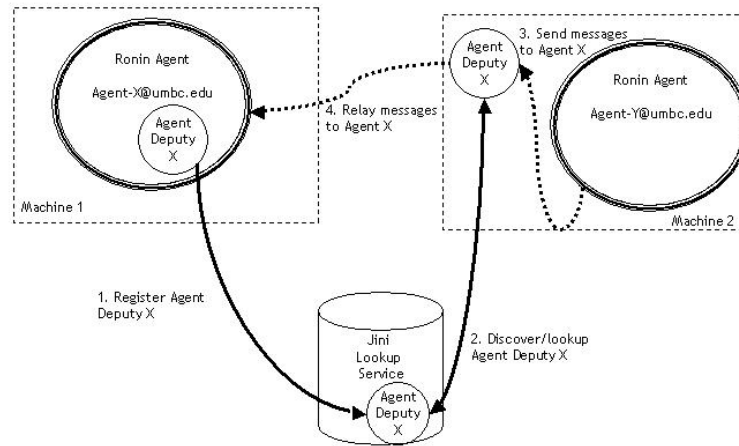 Ronin Agent
Agent-X@umbc.edu
Agent
Deputy
X
Machine 1
Agent
Deputy
X
3. Send messages
to Agent X
Ronin Agent
Agent-Y@umbc.edu
Machine 2
4. Relay messages
to Agent X
1. Register Agent
Deputy X
2. Discover/lookup
Agent Deputy X
Jini
Lookup
Service
Agent
Deputy
X